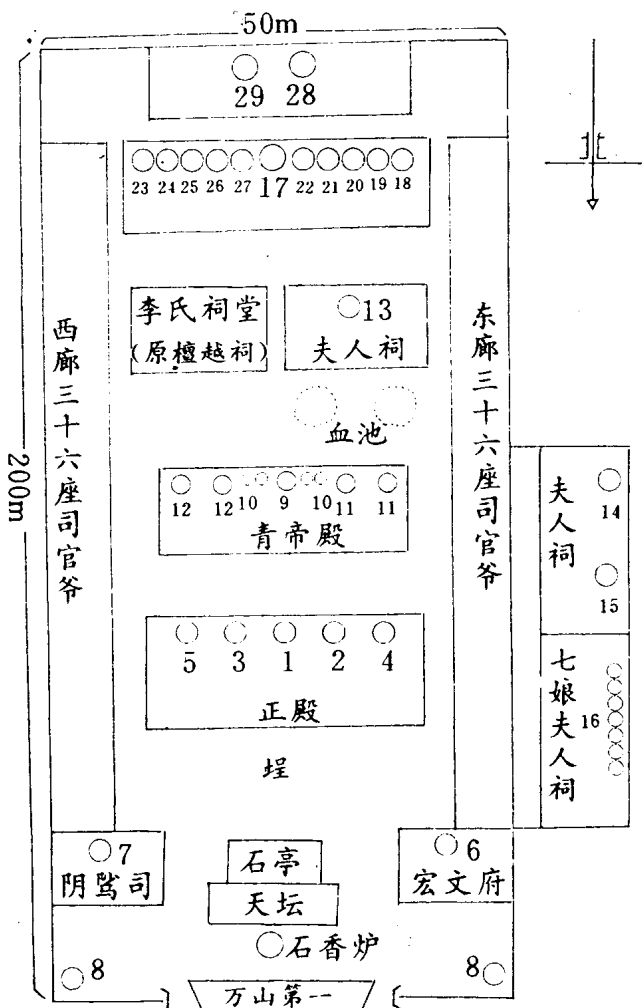 50m
29 28
23 24 25 26 27 17 22 21 20 19 18
李氏祠堂
(原檀越祠)
13
夫人祠
西廊三十六座司官爷
东廊三十六座司官爷
200m
血池
12 12 10 9 10 11 11
青帝殿
夫人祠
14
15
5 3 1 2 4
正殿
七娘夫人祠
16
埕
7
阴骘司
6
宏文府
石亭
天坛
石香炉
8
8
万山第一